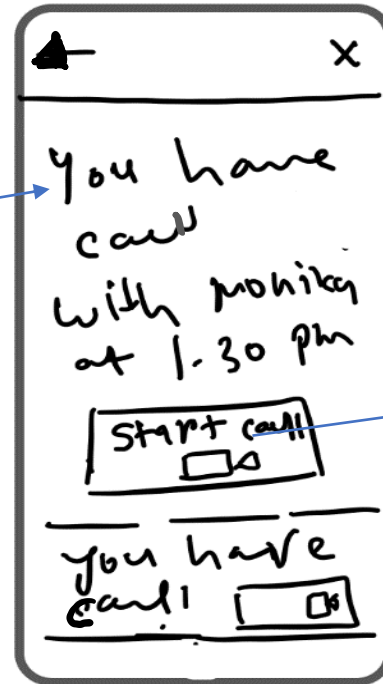 X
You have
call
with monika
at 1.30 pm
Start call
you have
call!